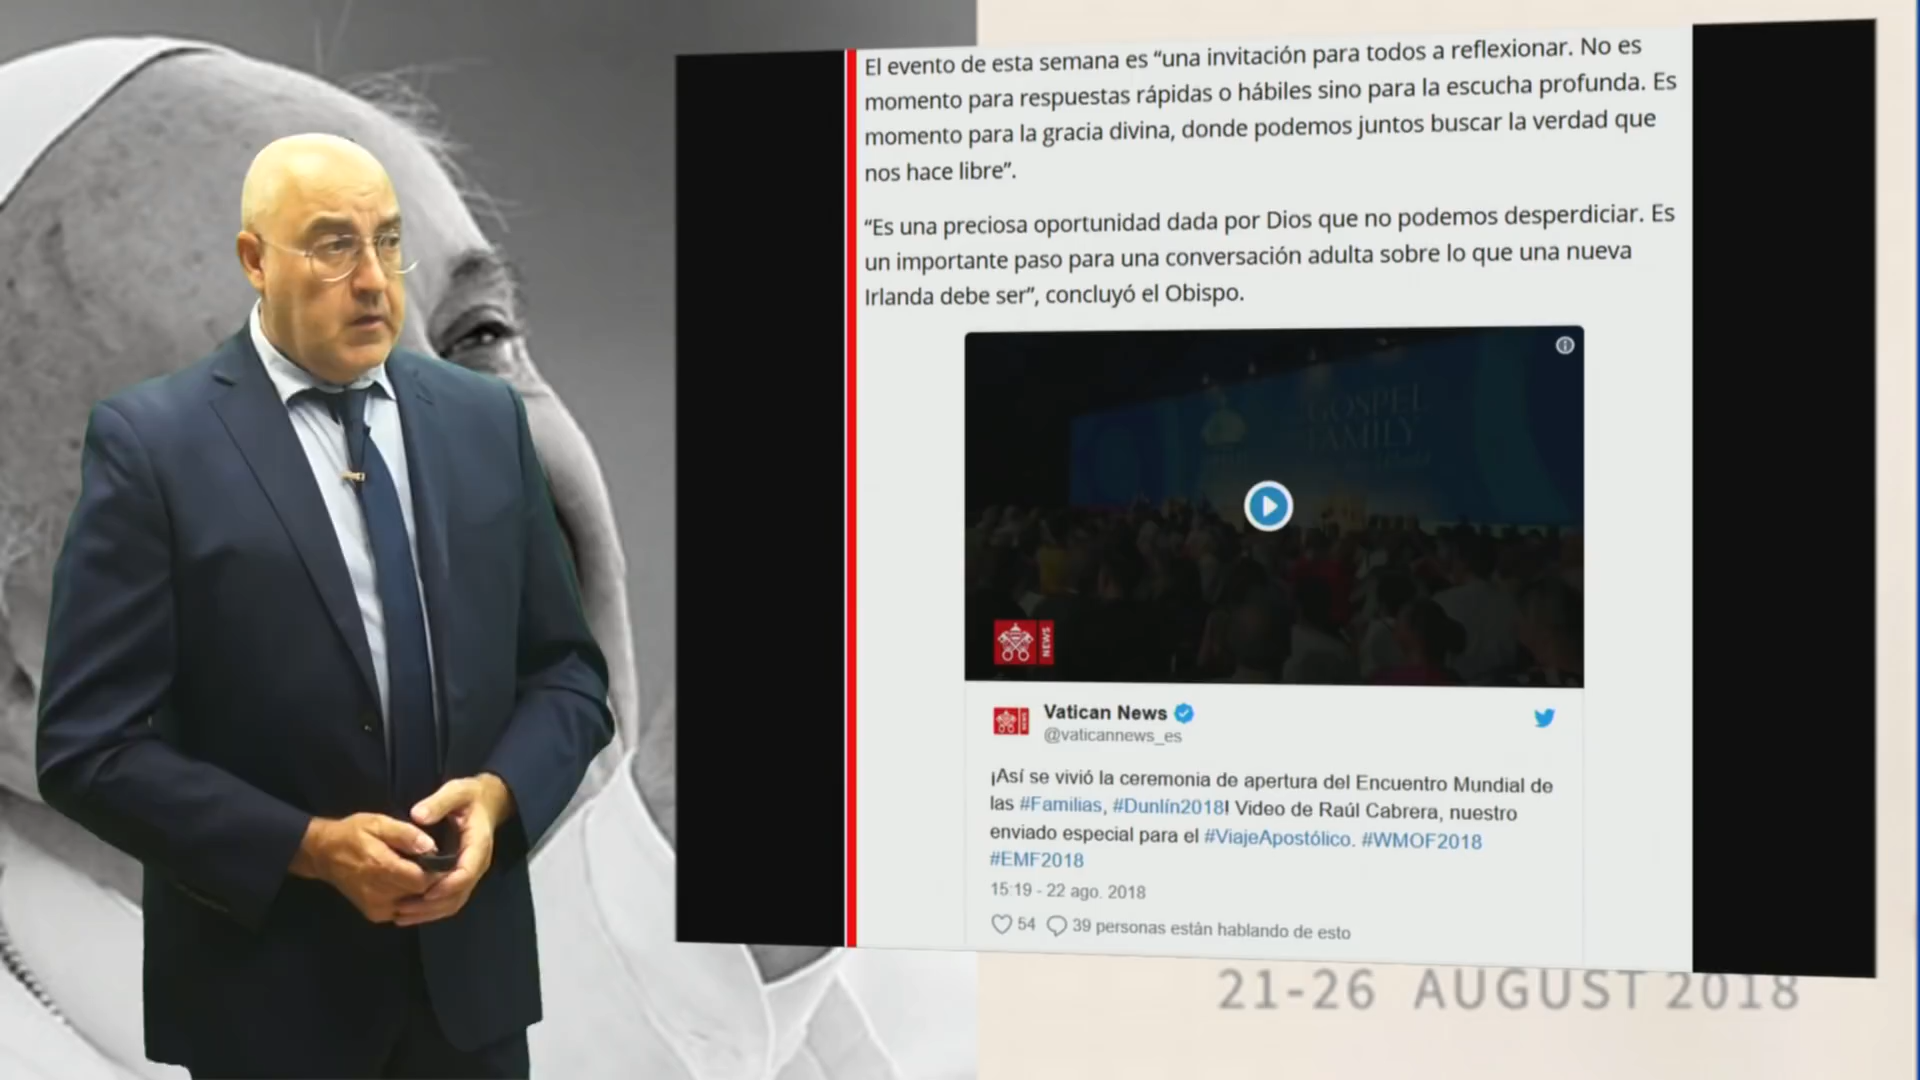 El evento de esta semana es “una invitación para todos a reflexionar. No es
momento para respuestas rápidas o hábiles sino para la escucha profunda. Es
momento para la gracia divina, donde podemos juntos buscar la verdad que
nos hace libre”.
“Es una preciosa oportunidad dada por Dios que no podemos desperdiciar. Es
un importante paso para una conversación adulta sobre lo que una nueva
Irlanda debe ser”, concluyó el Obispo.
GOSPEL
FAMILY
NEWS
Vatican News
@vaticannews_es
¡Así se vivió la ceremonia de apertura del Encuentro Mundial de
las #Familias, #Dunlín2018! Video de Raúl Cabrera, nuestro
enviado especial para el #ViajeApostólico. #WMOF2018
#EMF2018
15:19 - 22 ago. 2018
54 39 personas están hablando de esto
21-26 AUGUST 2018